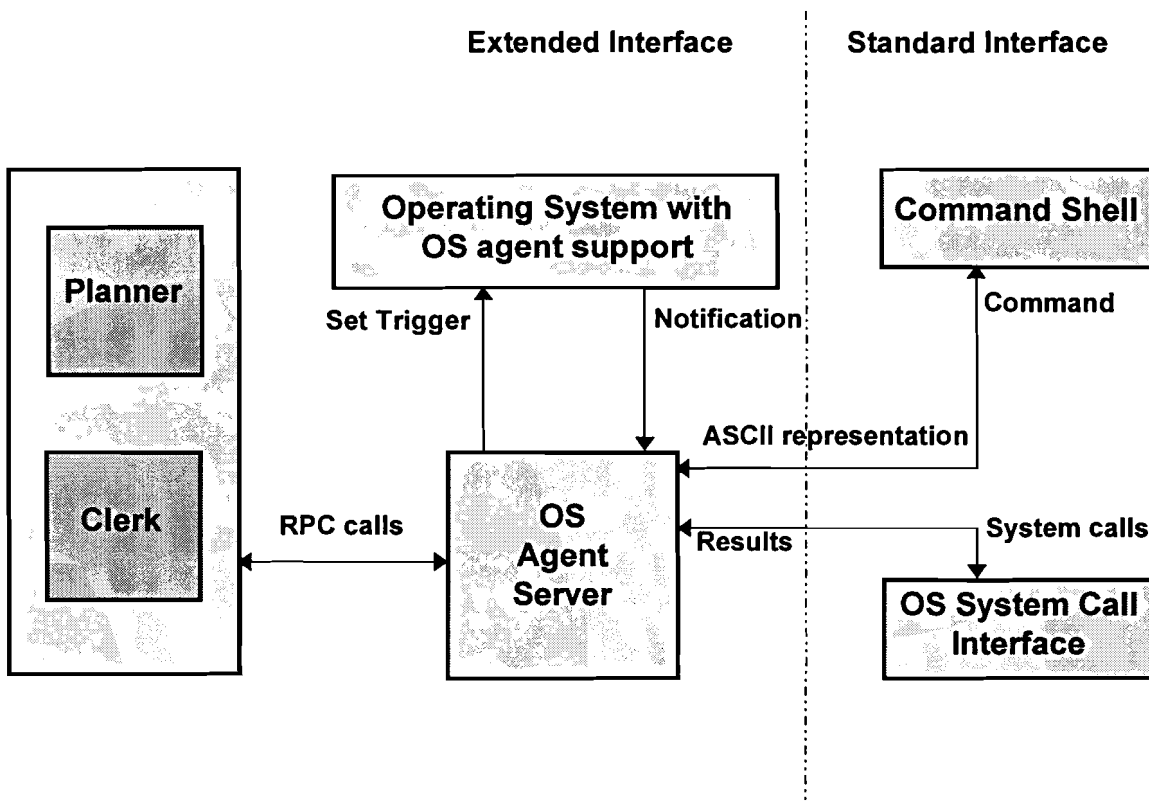 Extended Interface
Standard Interface
Operating System with
OS agent support
Command Shell
Planner
Set Trigger
Notification
Command
ASCII representation
Clerk
RPC calls
OS
Agent
Server
Results
System calls
OS System Call
Interface